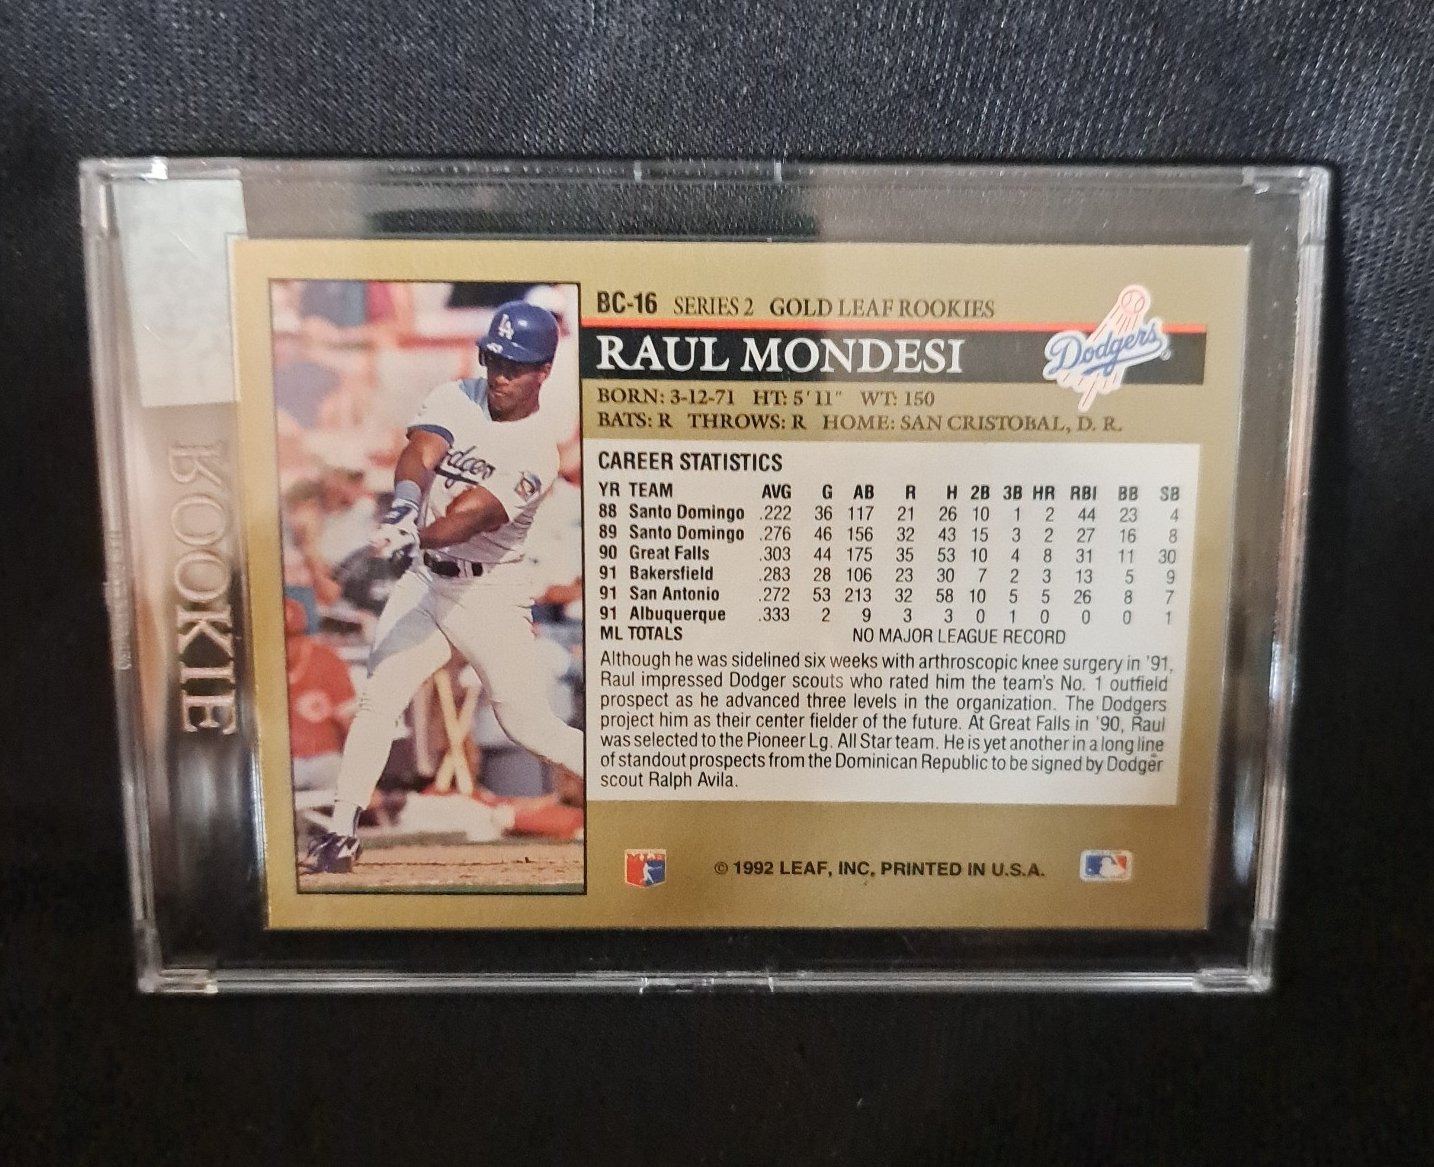 BC-16 SERIES 2 GOLD LEAF ROOKIES
RAUL MONDESI
Dodgers
BORN: 3-12-71 HT: 5'11" WT: 150
BATS: R THROWS: R HOME: SAN CRISTOBAL, D. R.
CAREER STATISTICS
YR TEAM AVG G AB R H 2B 3B HR RBI BB SB
88 Santo Domingo .222 36 117 21 26 10 1 2 44 23 4
89 Santo Domingo .276 46 156 32 43 15 3 2 27 16 8
90 Great Falls .303 44 175 35 53 10 4 8 31 11 30
91 Bakersfield .283 28 106 23 30 7 2 3 13 5 9
91 San Antonio .272 53 213 32 58 10 5 5 26 8 7
91 Albuquerque .333 2 9 3 3 0 1 0 0 0 1
ML TOTALS NO MAJOR LEAGUE RECORD
Although he was sidelined six weeks with arthroscopic knee surgery in '91,
Raul impressed Dodger scouts who rated him the team's No. 1 outfield
prospect as he advanced three levels in the organization. The Dodgers
project him as their center fielder of the future. At Great Falls in '90, Raul
was selected to the Pioneer Lg. All Star team. He is yet another in a long line
of standout prospects from the Dominican Republic to be signed by Dodger
scout Ralph Avila.
© 1992 LEAF, INC. PRINTED IN U.S.A.
ROOKIE
LA